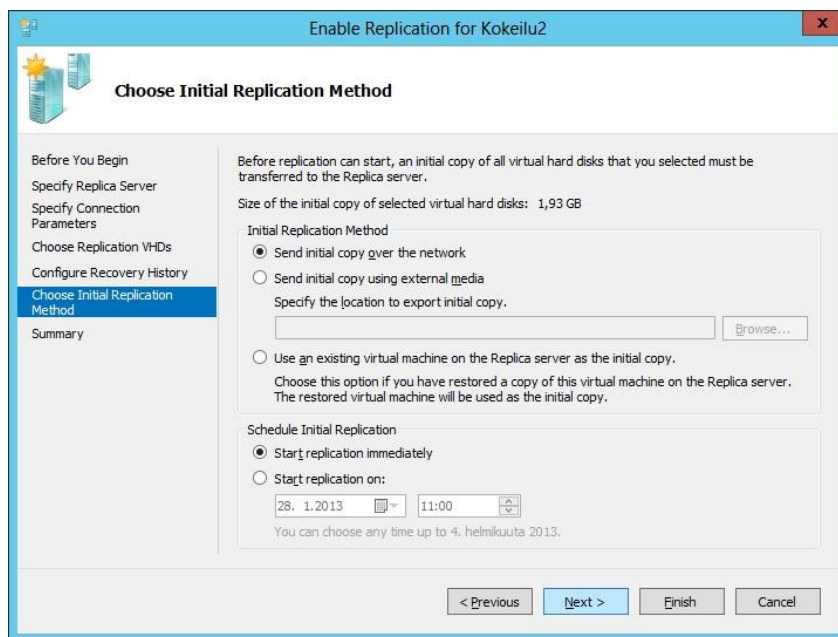 Enable Replication for Kokeilu2
x
Choose Initial Replication Method
Before You Begin
Specify Replica Server
Specify Connection
Parameters
Choose Replication VHDs
Configure Recovery History
Choose Initial Replication
Method
Summary
Before replication can start, an initial copy of all virtual hard disks that you selected must be
transferred to the Replica server.
Size of the initial copy of selected virtual hard disks: 1,93 GB
Initial Replication Method
Send initial copy over the network
Send initial copy using external media
Specify the location to export initial copy.
Browse...
Use an existing virtual machine on the Replica server as the initial copy.
Choose this option if you have restored a copy of this virtual machine on the Replica server.
The restored virtual machine will be used as the initial copy.
Schedule Initial Replication
Start replication immediately
Start replication on:
28. 1.2013 11:00
You can choose any time up to 4. helmikuuta 2013.
< Previous Next > Finish Cancel